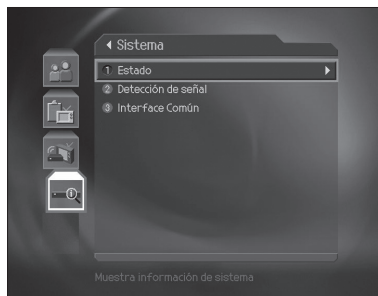 Sistema
1 Estado
2 Detección de señal
3 Interface Común
Muestra información de sistema